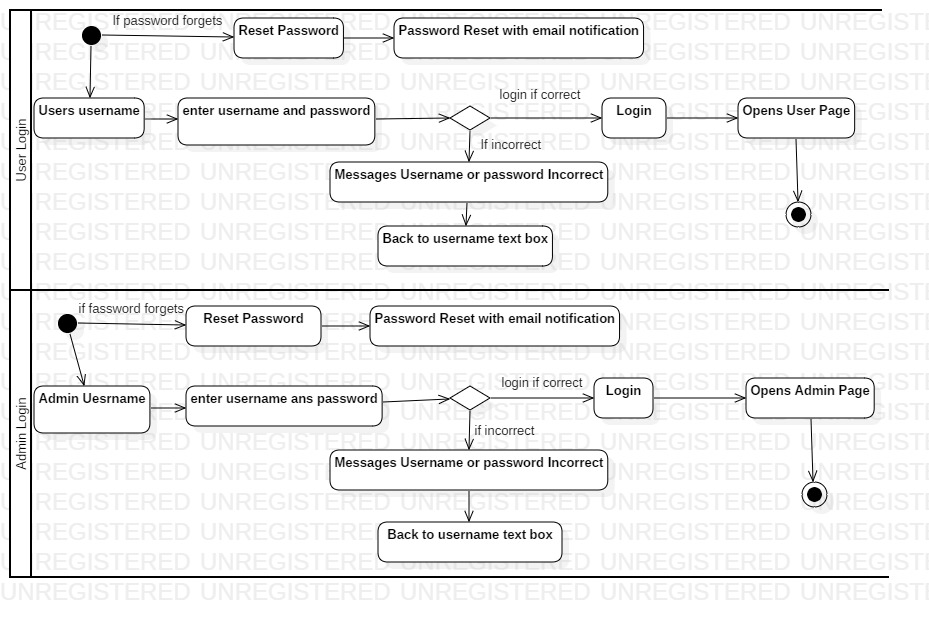 If password forgets
Reset Password
Password Reset with email notification
Users username
enter username and password
login if correct
Login
Opens User Page
If incorrect
Messages Username or password Incorrect
Back to username text box
User Login
if fassword forgets
Reset Password
Password Reset with email notification
Admin Uesrname
enter username ans password
login if correct
Login
Opens Admin Page
if incorrect
Messages Username or password Incorrect
Back to username text box
Admin Login
UNREGISTERED UNREGISTERED UNREGISTERED UNREGISTERED UNREGISTI